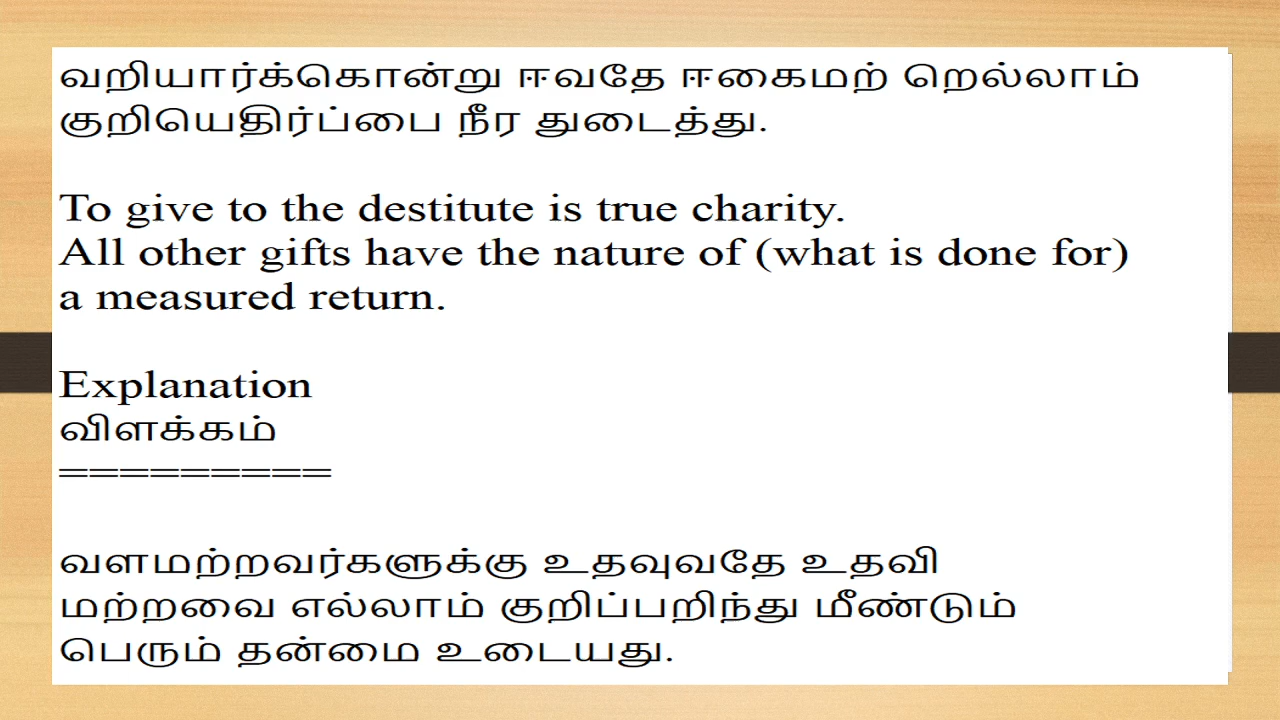 வறியார்க்கொன்று ஈவதே ஈகைமற் றெல்லாம்
குறியெதிர்ப்பை நீர துடைத்து.
To give to the destitute is true charity.
All other gifts have the nature of (what is done for)
a measured return.
Explanation
விளக்கம்
=========
வளமற்றவர்களுக்கு உதவுவதே உதவி
மற்றவை எல்லாம் குறிப்பறிந்து மீண்டும்
பெரும் தன்மை உடையது.